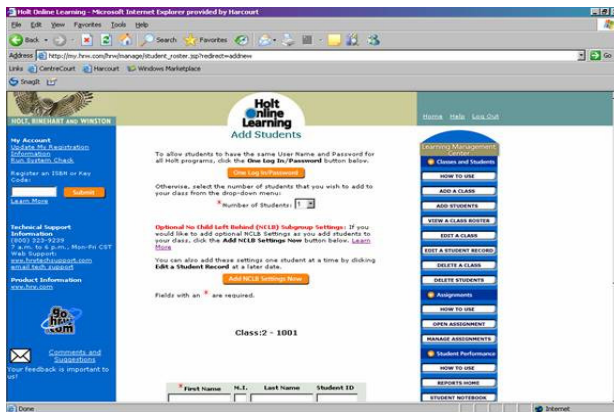 Holt Online Learning - Microsoft Internet Explorer provided by Harcourt
File Edit View Favorites Tools Help
Back Search Favorites
Address http://my.hrw.com/hrw/manage/student_roster.jsp?redirect=addnew Go
Links CentreCourt Harcourt Windows Marketplace
SnagIt
HOLT, RINEHART AND WINSTON
My Account
Update My Registration
Information
Run System Check
Register an ISBN or Key
Code:
Submit
Learn More
Technical Support
Information
(800) 323-9239
7 a.m. to 6 p.m., Mon-Fri CST
Web Support:
www.hrwtechsupport.com
email tech support
Product Information
www.hrw.com
go.
hrw.
com
Comments and
Suggestions
Your feedback is important to
us!
Holt
Online
Learning
Add Students
To allow students to have the same User Name and Password for
all Holt programs, click the One Log In/Password button below.
One Log In/Password
Otherwise, select the number of students that you wish to add to
your class from the drop-down menu:
*Number of Students: 1
Optional No Child Left Behind (NCLB) Subgroup Settings: If you
would like to add optional NCLB Settings as you add students to
your class, click the Add NCLB Settings Now button below. Learn
More
You can also add these settings one student at a time by clicking
Edit a Student Record at a later date.
Add NCLB Settings Now
Fields with an * are required.
Class:2 - 1001
*First Name M.I. Last Name Student ID
Home Help Log Out
Learning Management
Center
Classes and Students
HOW TO USE
ADD A CLASS
ADD STUDENTS
VIEW A CLASS ROSTER
EDIT A CLASS
EDIT A STUDENT RECORD
DELETE A CLASS
DELETE STUDENTS
Assignments
HOW TO USE
OPEN ASSIGNMENT
MANAGE ASSIGNMENTS
Student Performance
HOW TO USE
REPORTS HOME
STUDENT NOTEBOOK
Done Internet